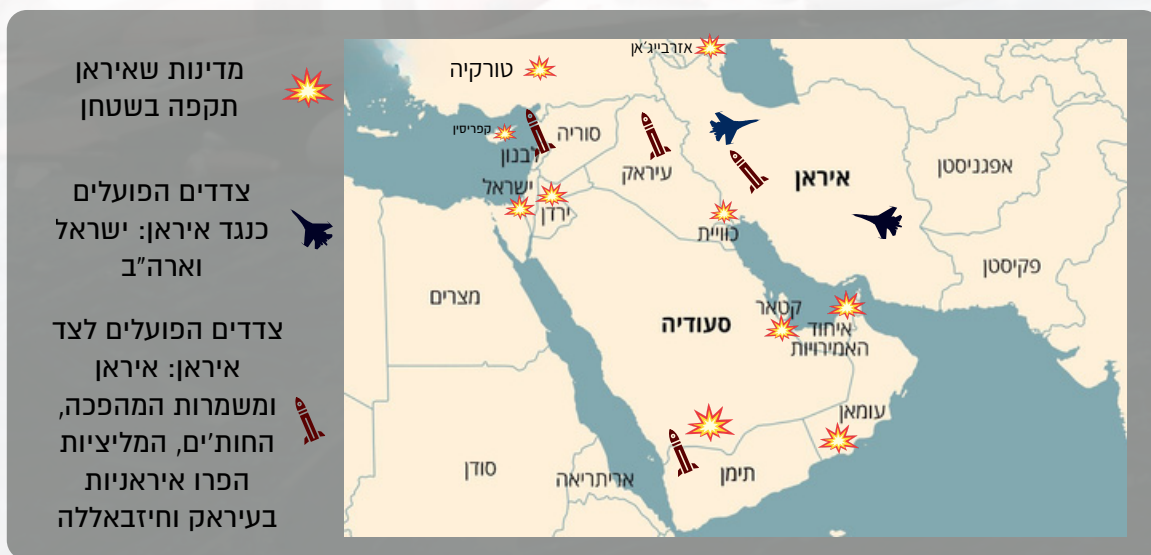 מדינות שאיראן
תקפה בשטחן
צדדים הפועלים
כנגד איראן: ישראל
וארה"ב
צדדים הפועלים לצד
איראן: איראן
ומשמרות המהפכה,
החות'ים, המליציות
הפרו איראניות
בעיראק וחיזבאללה
אזרבייג'אן
טורקיה
קפריסין
סוריה
לבנון
עיראק
איראן
אפגניסטן
ישראל
ירדן
כוויית
פקיסטן
מצרים
סעודיה
קטאר
איחוד
האמירויות
עומאן
תימן
סודן
אריתריאה